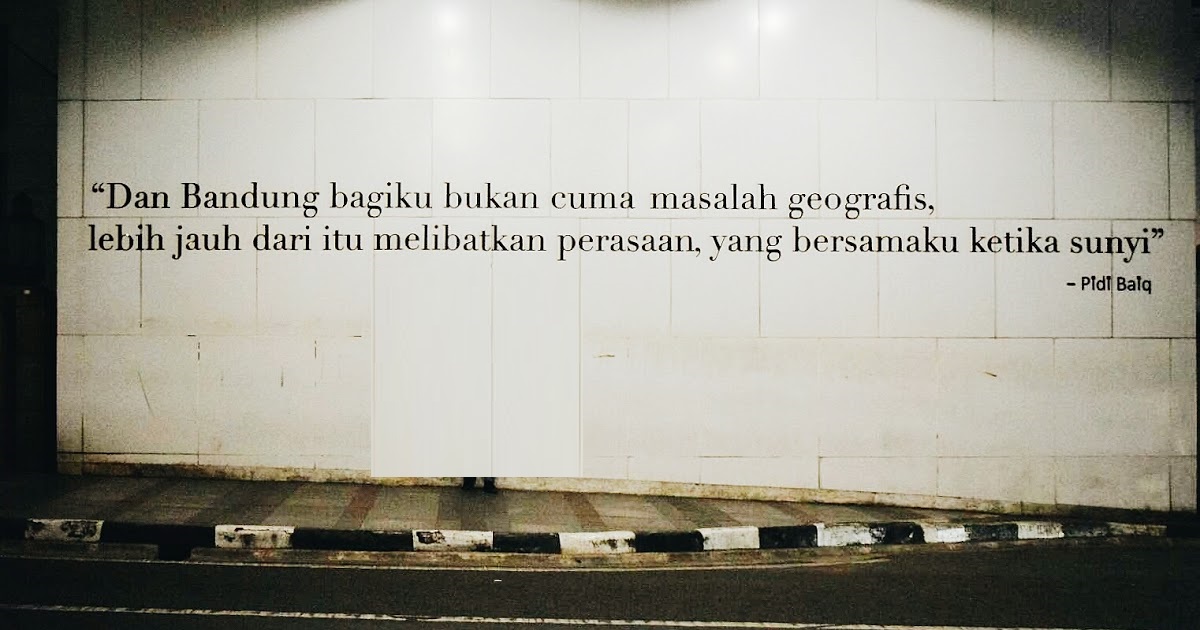 “Dan Bandung bagiku bukan cuma masalah geografis,
lebih jauh dari itu melibatkan perasaan, yang bersamaku ketika sunyi”
– Pidi Baiq